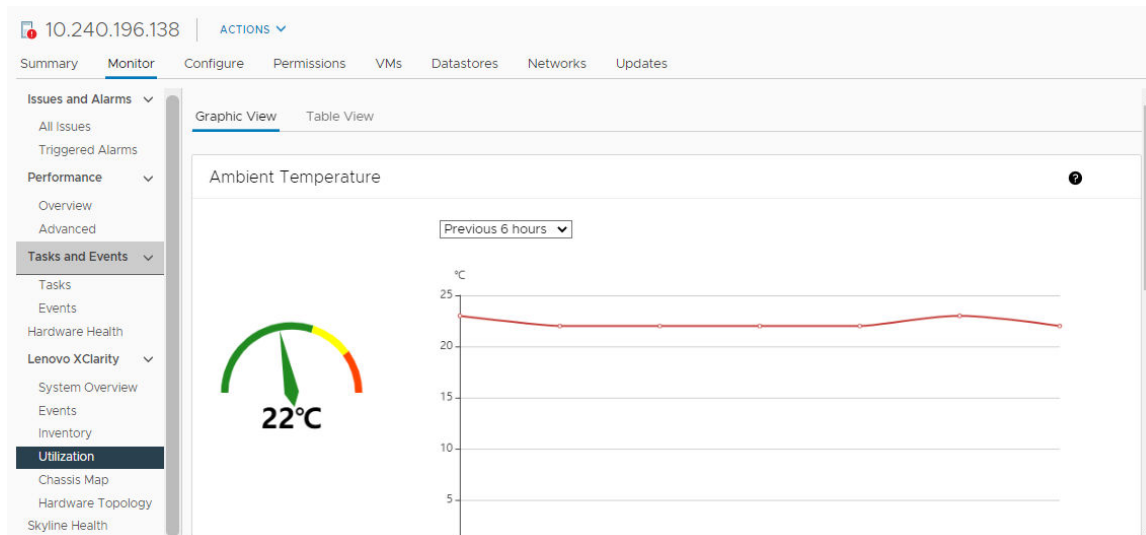 10.240.196.138 ACTIONS
Summary Monitor Configure Permissions VMs Datastores Networks Updates
Issues and Alarms
All Issues
Triggered Alarms
Performance
Overview
Advanced
Tasks and Events
Tasks
Events
Hardware Health
Lenovo XClarity
System Overview
Events
Inventory
Utilization
Chassis Map
Hardware Topology
Skyline Health
Graphic View Table View
Ambient Temperature ?
Previous 6 hours
22°C
°C
25
20
15
10
5